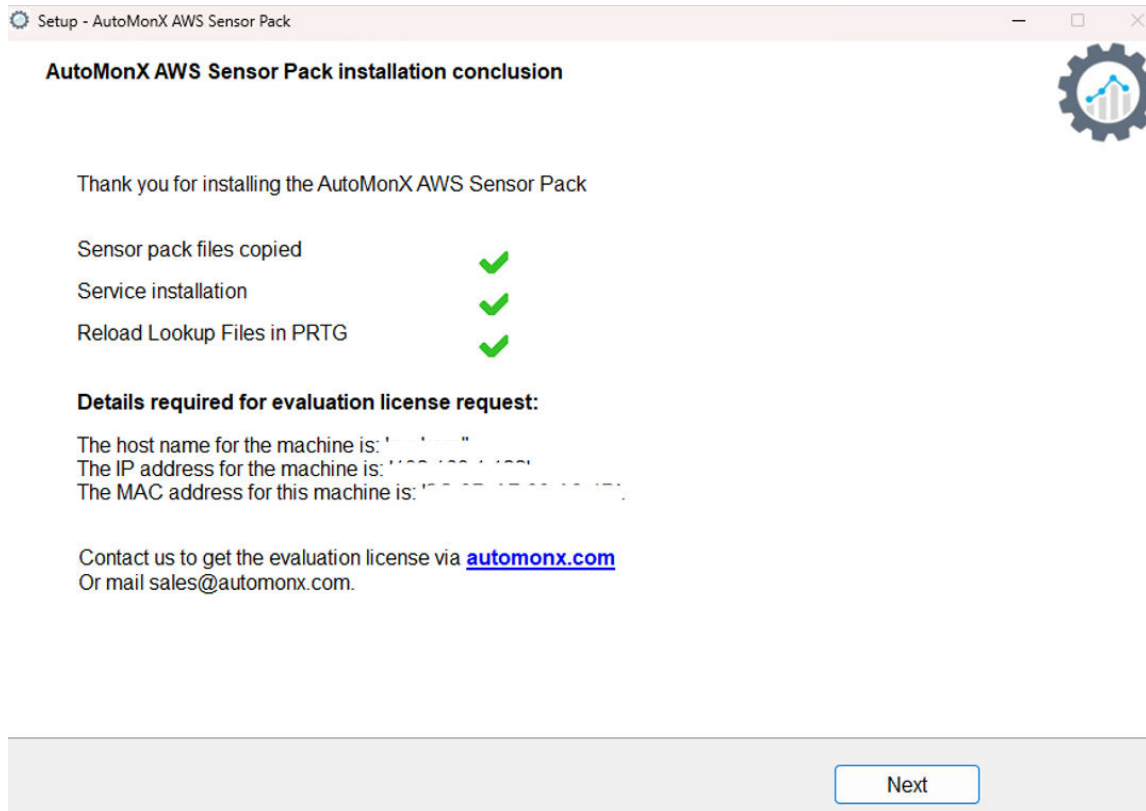 Setup - AutoMonX AWS Sensor Pack
AutoMonX AWS Sensor Pack installation conclusion
Thank you for installing the AutoMonX AWS Sensor Pack
Sensor pack files copied
Service installation
Reload Lookup Files in PRTG
Details required for evaluation license request:
The host name for the machine is:
The IP address for the machine is:
The MAC address for this machine is:
Contact us to get the evaluation license via automonx.com
Or mail sales@automonx.com.
Next